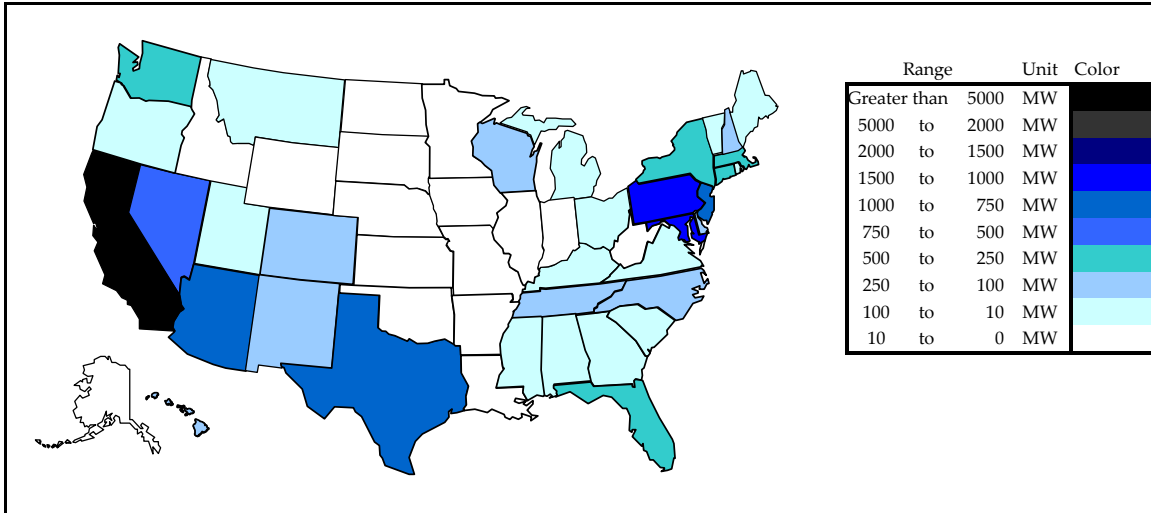 Range Unit Color
Greater than 5000 MW
5000 to 2000 MW
2000 to 1500 MW
1500 to 1000 MW
1000 to 750 MW
750 to 500 MW
500 to 250 MW
250 to 100 MW
100 to 10 MW
10 to 0 MW